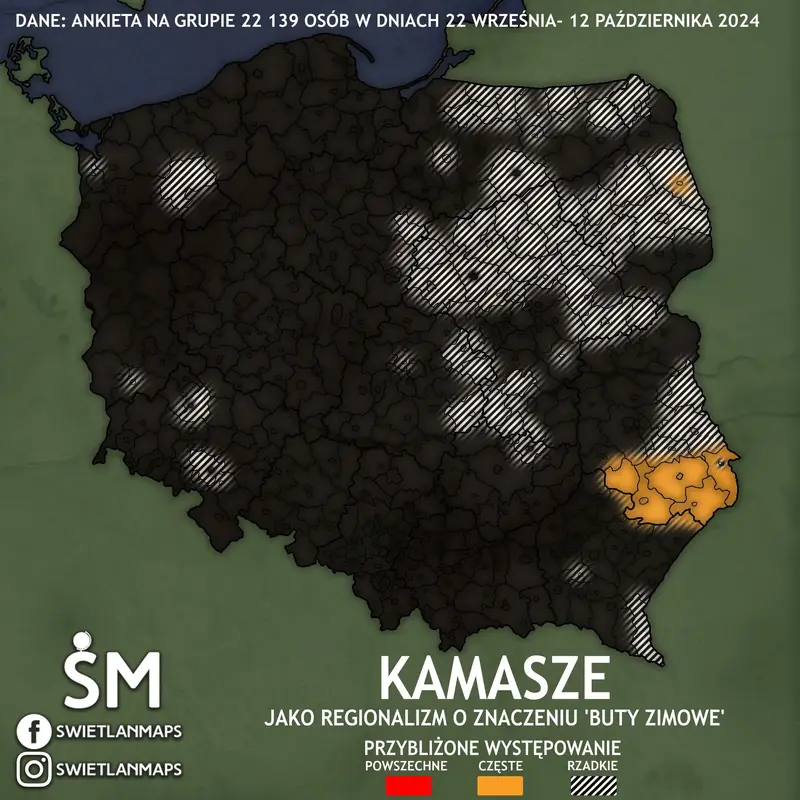 DANE: ANKIETA NA GRUPIE 22 139 OSÓB W DNIACH 22 WRZEŚNIA- 12 PAŹDZIERNIKA 2024
ŚM
SWIETLANMAPS
SWIETLANMAPS
KAMASZE
JAKO REGIONALIZM O ZNACZENIU 'BUTY ZIMOWE'
PRZYBLIŻONE WYSTĘPOWANIE
POWSZECHNE CZĘSTE RZADKIE